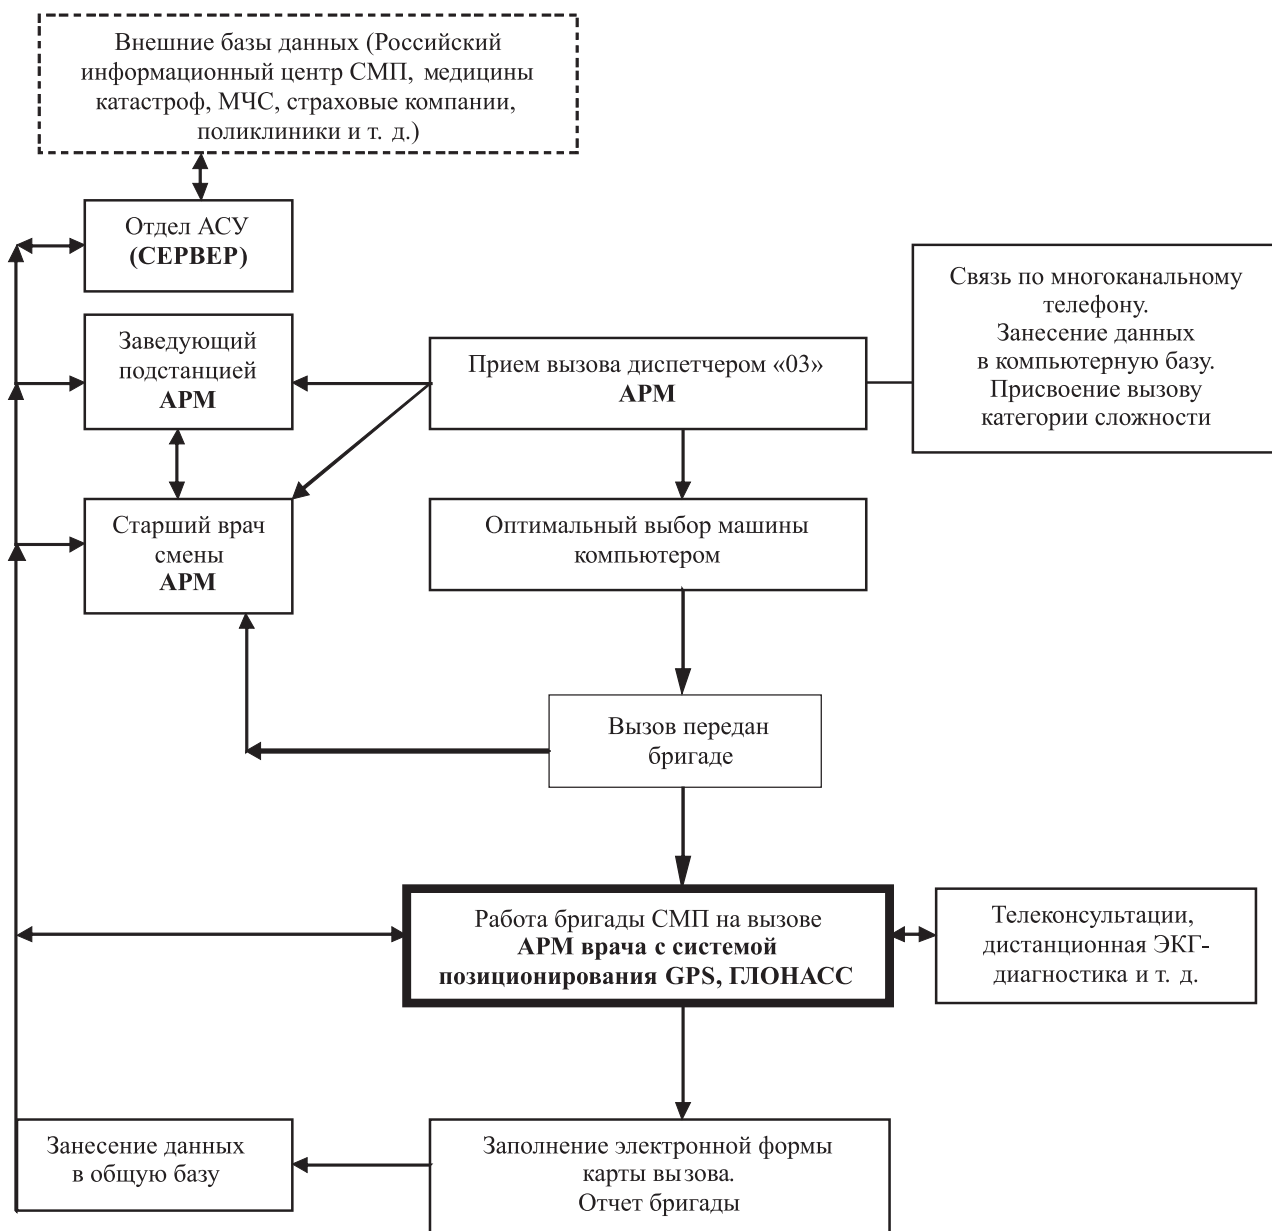 Внешние базы данных (Российский
информационный центр СМП, медицины
катастроф, МЧС, страховые компании,
поликлиники и т. д.)
Отдел АСУ
(СЕРВЕР)
Связь по многоканальному
телефону.
Занесение данных
в компьютерную базу.
Присвоение вызову
категории сложности
Заведующий
подстанцией
АРМ
Прием вызова диспетчером «03»
АРМ
Старший врач
смены
АРМ
Оптимальный выбор машины
компьютером
Вызов передан
бригаде
Работа бригады СМП на вызове
АРМ врача с системой
позиционирования GPS, ГЛОНАСС
Телеконсультации,
дистанционная ЭКГ-
диагностика и т. д.
Занесение данных
в общую базу
Заполнение электронной формы
карты вызова.
Отчет бригады